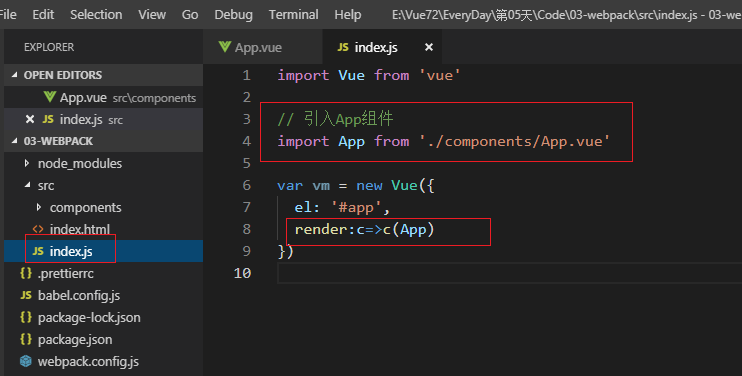 File Edit Selection View Go Debug Terminal Help E:\Vue72\EveryDay\第05天\Code\03-webpack\src\index.js - 03-we
EXPLORER
OPEN EDITORS
App.vue src\components
index.js src
03-WEBPACK
node_modules
src
components
index.html
index.js
.prettierrc
babel.config.js
package-lock.json
package.json
webpack.config.js
App.vue
JS index.js
1 import Vue from 'vue'
2
3 // 引入App组件
4 import App from './components/App.vue'
5
6 var vm = new Vue({
7 el: '#app',
8 render:c=>c(App)
9 })
10